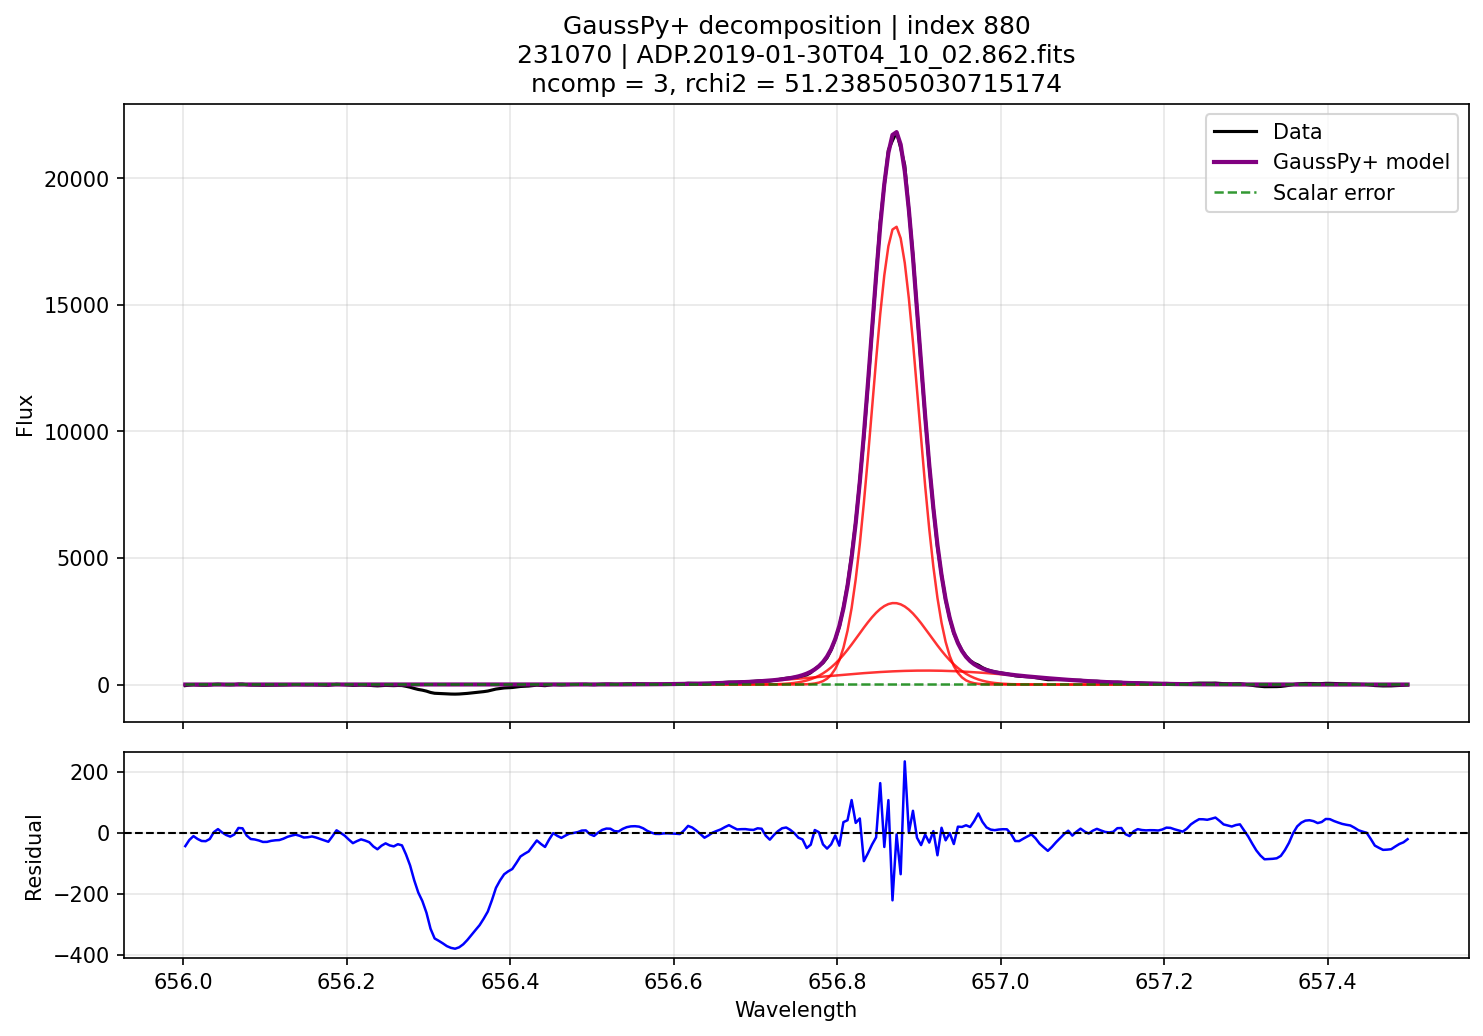 GaussPy+ decomposition | index 880
231070 | ADP.2019-01-30T04_10_02.862.fits
ncomp = 3, rchi2 = 51.238505030715174
Data
GaussPy+ model
Scalar error
Flux
20000
15000
10000
5000
0
Residual
200
0
−200
−400
656.0
656.2
656.4
656.6
656.8
657.0
657.2
657.4
Wavelength